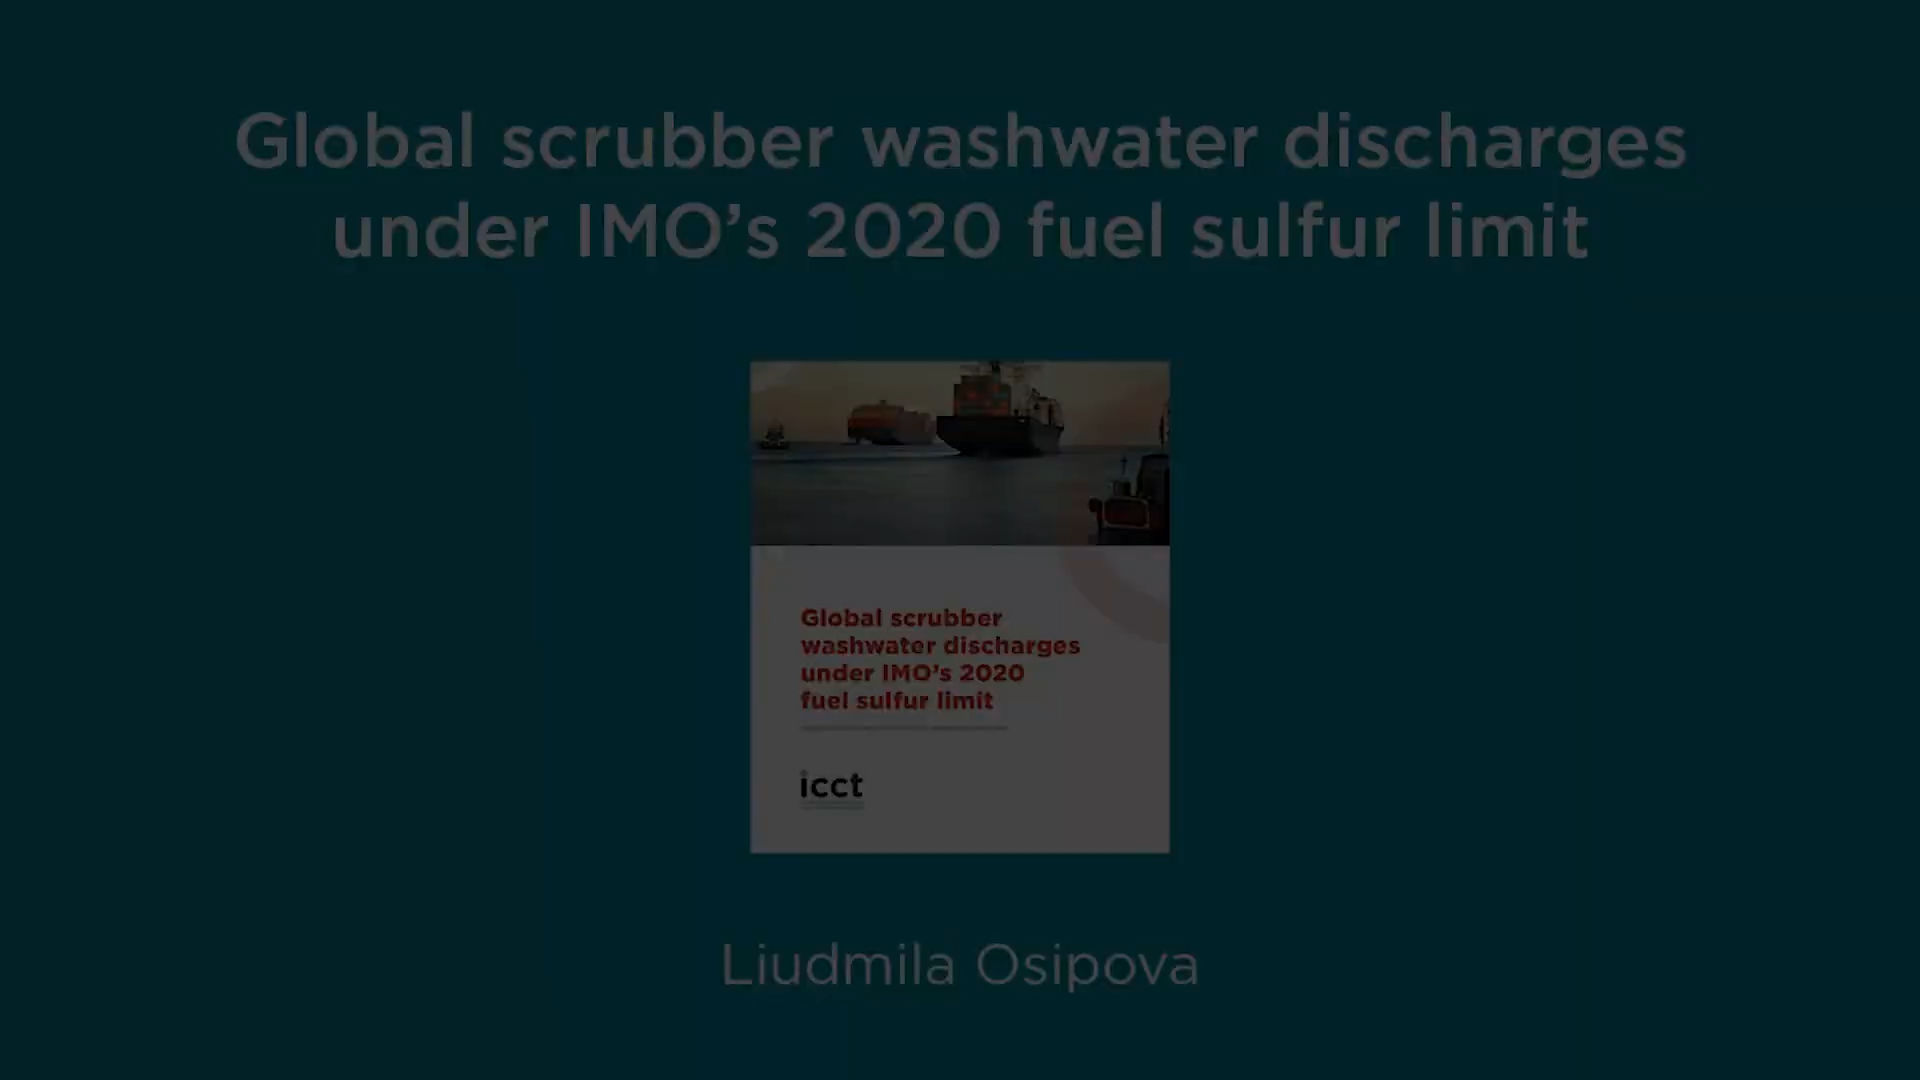 Global scrubber washwater discharges
under IMO's 2020 fuel sulfur limit
Global scrubber
washwater discharges
under IMO's 2020
fuel sulfur limit
icct
Liudmila Osipova